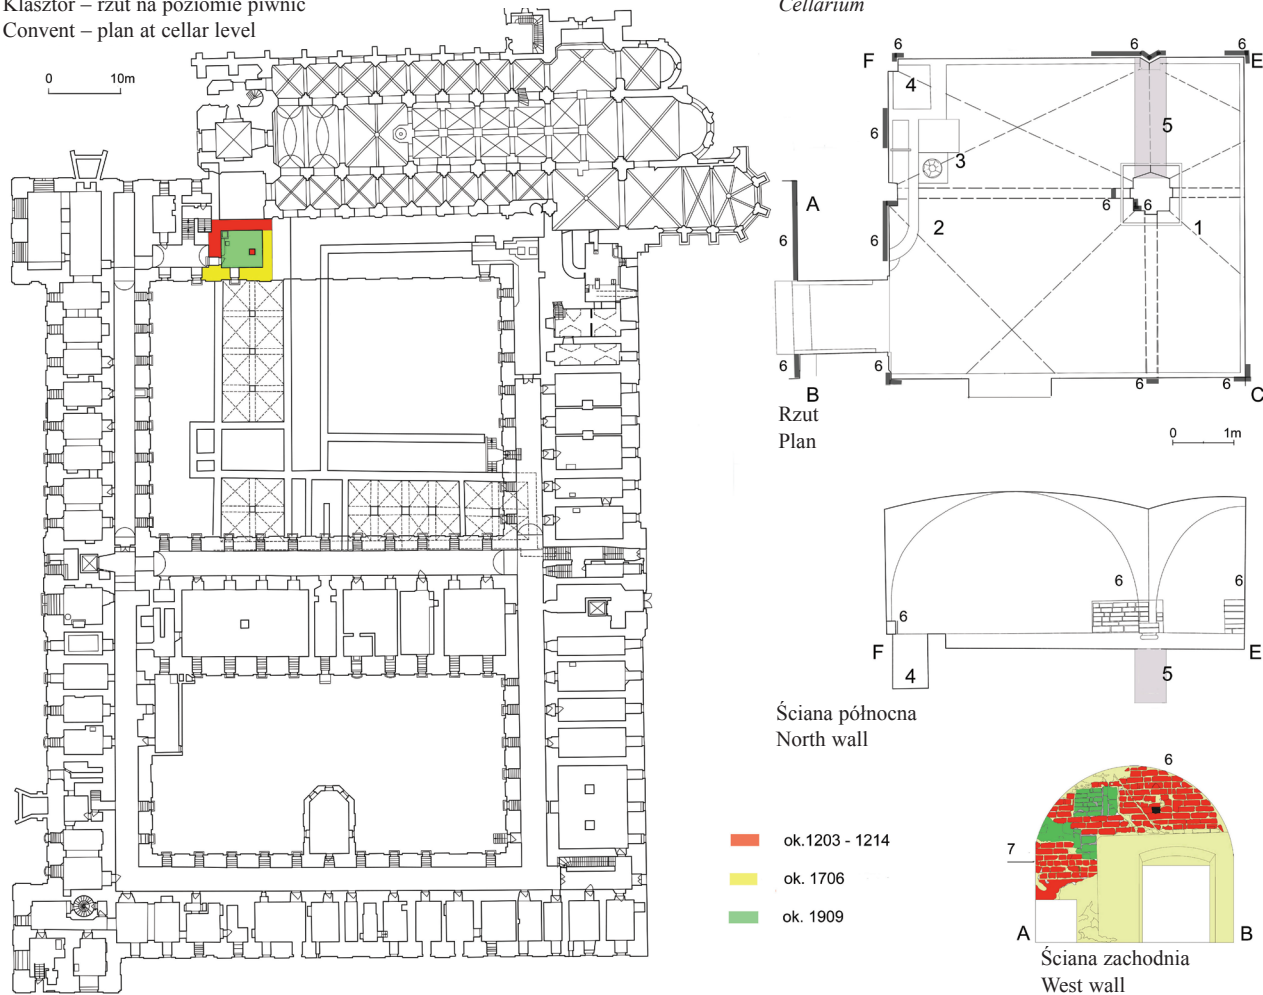 Klasztor – rzut na poziomie piwnic
Convent – plan at cellar level
0 10m
Cellarium
6 6 6
F E
4
5
6
3
A
6 6
6 6
2 1
6
6 6 6 6
B C
Rzut
Plan
0 1m
6 6
6
F E
4 5
Ściana północna
North wall
6
ok.1203 - 1214
7
ok. 1706
ok. 1909
A B
Ściana zachodnia
West wall